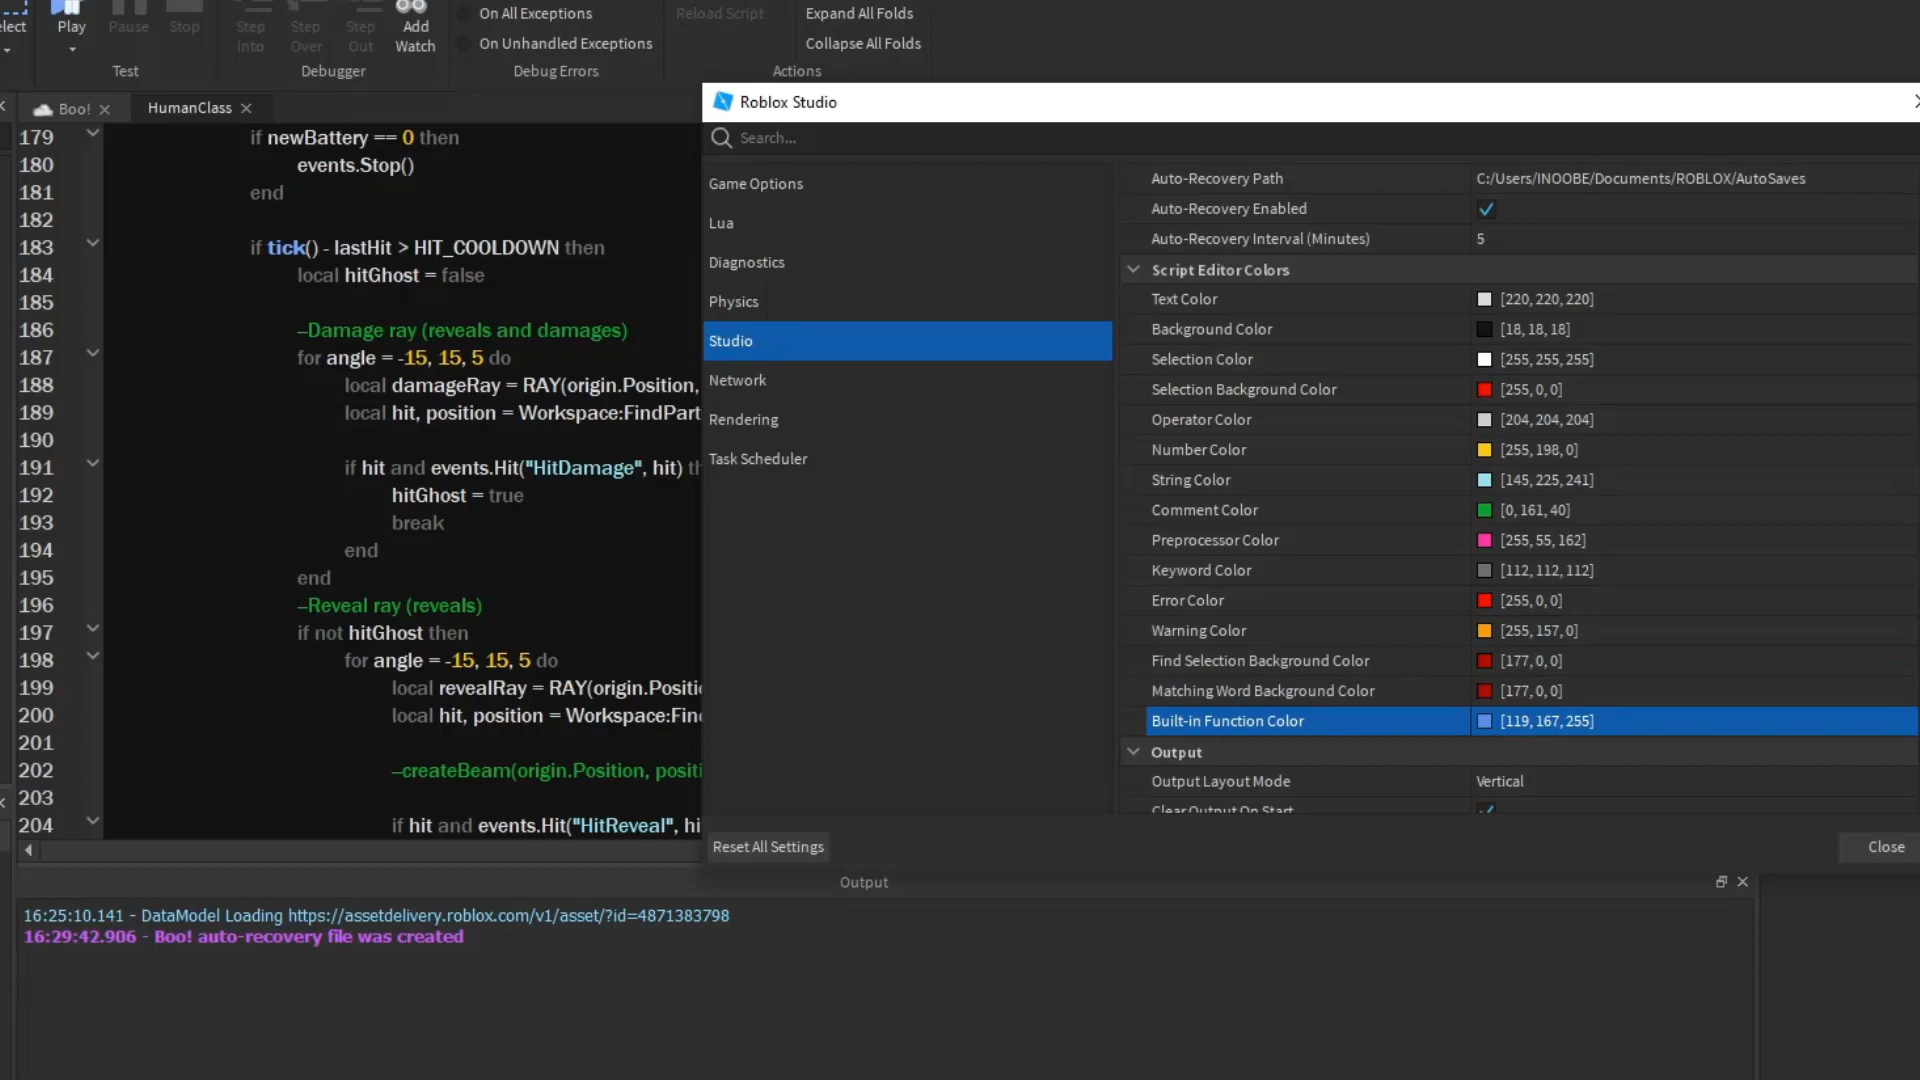 elect
Play
Pause
Stop
Test
Step Into
Step Over
Step Out
Add Watch
Debugger
On All Exceptions
On Unhandled Exceptions
Debug Errors
Reload Script
Expand All Folds
Collapse All Folds
Actions
Boo!
HumanClass
179 if newBattery == 0 then
180 events.Stop()
181 end
182
183 if tick() - lastHit > HIT_COOLDOWN then
184 local hitGhost = false
185
186 --Damage ray (reveals and damages)
187 for angle = -15, 15, 5 do
188 local damageRay = RAY(origin.Position,
189 local hit, position = Workspace:FindPart
190
191 if hit and events.Hit("HitDamage", hit) th
192 hitGhost = true
193 break
194 end
195 end
196 --Reveal ray (reveals)
197 if not hitGhost then
198 for angle = -15, 15, 5 do
199 local revealRay = RAY(origin.Positi
200 local hit, position = Workspace:Fin
201
202 --createBeam(origin.Position, positi
203
204 if hit and events.Hit("HitReveal", hi
Roblox Studio
Search...
Game Options
Lua
Diagnostics
Physics
Studio
Network
Rendering
Task Scheduler
Auto-Recovery Path C:/Users/INOOBE/Documents/ROBLOX/AutoSaves
Auto-Recovery Enabled
Auto-Recovery Interval (Minutes) 5
Script Editor Colors
Text Color [220, 220, 220]
Background Color [18, 18, 18]
Selection Color [255, 255, 255]
Selection Background Color [255, 0, 0]
Operator Color [204, 204, 204]
Number Color [255, 198, 0]
String Color [145, 225, 241]
Comment Color [0, 161, 40]
Preprocessor Color [255, 55, 162]
Keyword Color [112, 112, 112]
Error Color [255, 0, 0]
Warning Color [255, 157, 0]
Find Selection Background Color [177, 0, 0]
Matching Word Background Color [177, 0, 0]
Built-in Function Color [119, 167, 255]
Output
Output Layout Mode Vertical
Clear Output On Start
Reset All Settings
Close
Output
16:25:10.141 - DataModel Loading https://assetdelivery.roblox.com/v1/asset/?id=4871383798
16:29:42.906 - Boo! auto-recovery file was created